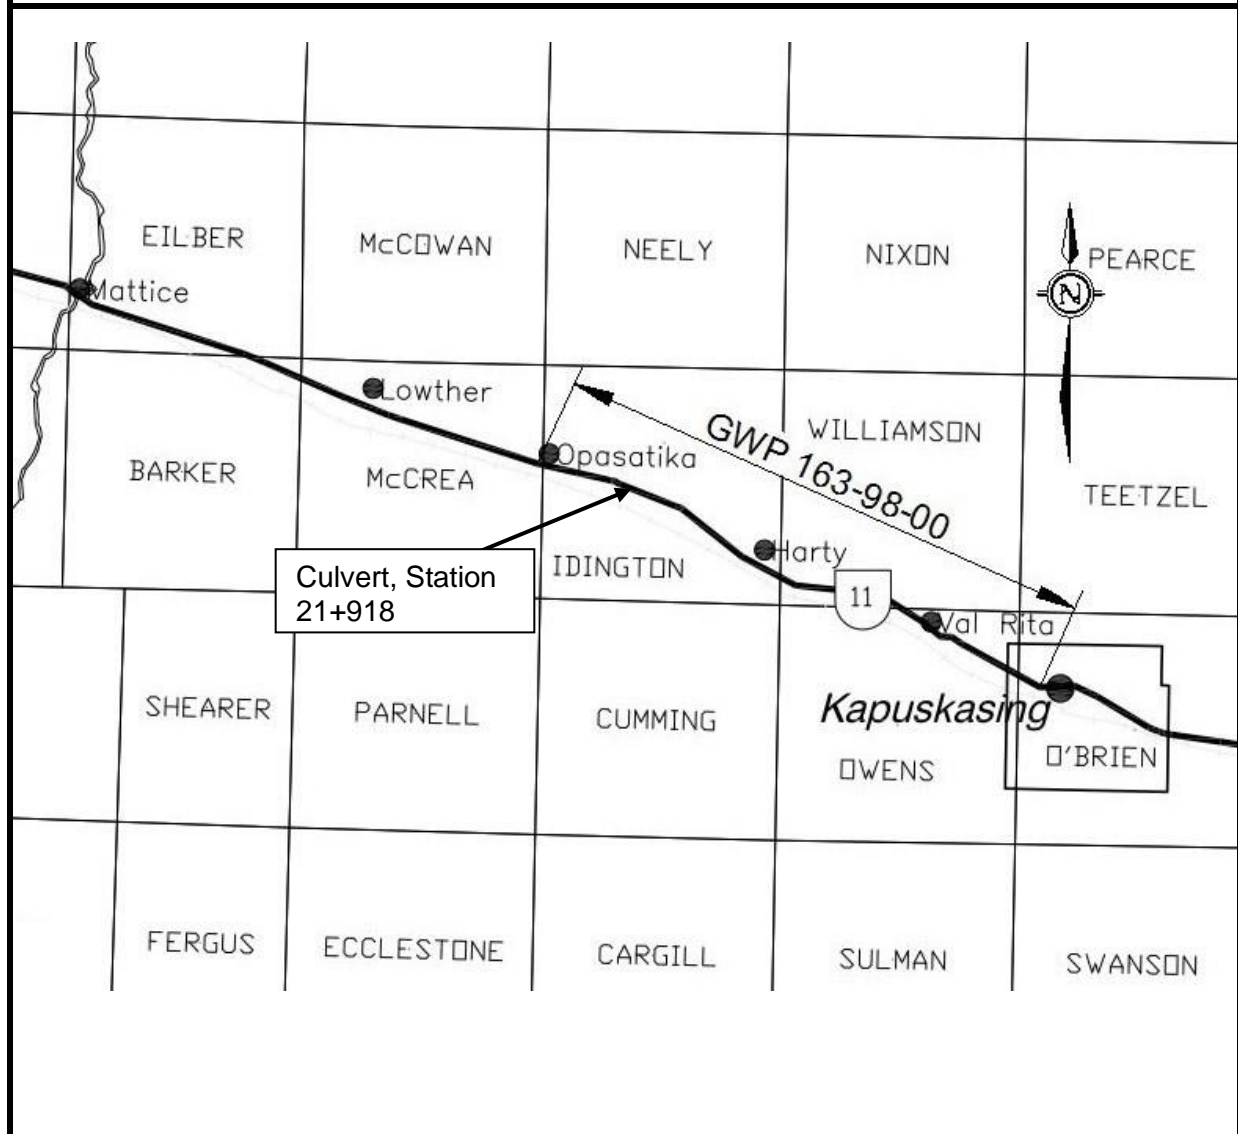 EILBER
McCOWAN
NEELY
NIXON
PEARCE
N
Mattice
Lowther
Opasatika
GWP 163-98-00
WILLIAMSON
BARKER
McCREA
TEETZEL
Culvert, Station
21+918
IDINGTON
Harty
11
Val Rita
SHEARER
PARNELL
CUMMING
Kapuskasing
OWENS
O'BRIEN
FERGUS
ECCLESTONE
CARGILL
SULMAN
SWANSON